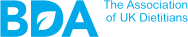 BDA The Association
of UK Dietitians